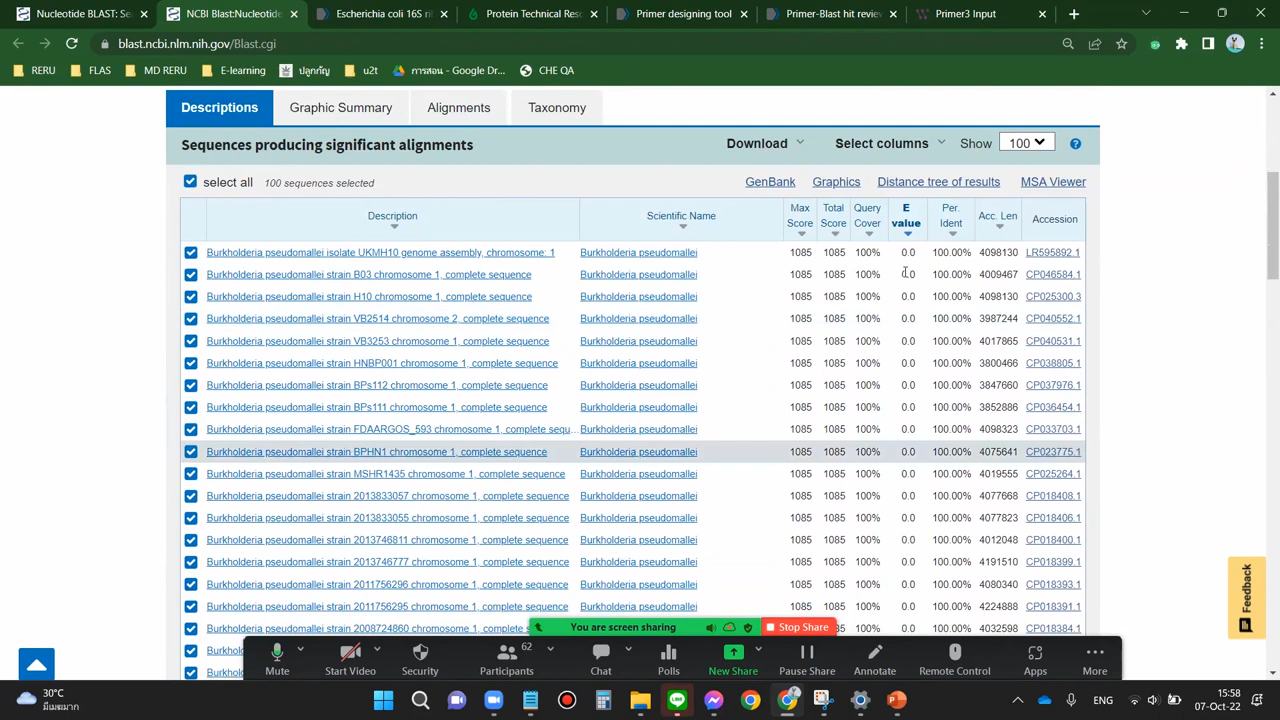 Nucleotide BLAST: Sea
NCBI Blast:Nucleotide
Escherichia coli 16S ri
Protein Technical Reso
Primer designing tool
Primer-Blast hit review
Primer3 Input
blast.ncbi.nlm.nih.gov/Blast.cgi
RERU
FLAS
MD RERU
E-learning
ปลูกกัญ
u2t
การสอน - Google Dr...
CHE QA
Descriptions
Graphic Summary
Alignments
Taxonomy
Sequences producing significant alignments
Download
Select columns
Show
100
?
select all
100 sequences selected
GenBank
Graphics
Distance tree of results
MSA Viewer
Description
Scientific Name
Max Score
Total Score
Query Cover
E value
Per. Ident
Acc. Len
Accession
Burkholderia pseudomallei isolate UKMH10 genome assembly, chromosome: 1 Burkholderia pseudomallei 1085 1085 100% 0.0 100.00% 4098130 LR595892.1
Burkholderia pseudomallei strain B03 chromosome 1, complete sequence Burkholderia pseudomallei 1085 1085 100% 0.0 100.00% 4009467 CP046584.1
Burkholderia pseudomallei strain H10 chromosome 1, complete sequence Burkholderia pseudomallei 1085 1085 100% 0.0 100.00% 4098130 CP025300.3
Burkholderia pseudomallei strain VB2514 chromosome 2, complete sequence Burkholderia pseudomallei 1085 1085 100% 0.0 100.00% 3987244 CP040552.1
Burkholderia pseudomallei strain VB3253 chromosome 1, complete sequence Burkholderia pseudomallei 1085 1085 100% 0.0 100.00% 4017865 CP040531.1
Burkholderia pseudomallei strain HNBP001 chromosome 1, complete sequence Burkholderia pseudomallei 1085 1085 100% 0.0 100.00% 3800466 CP038805.1
Burkholderia pseudomallei strain BPs112 chromosome 1, complete sequence Burkholderia pseudomallei 1085 1085 100% 0.0 100.00% 3847660 CP037976.1
Burkholderia pseudomallei strain BPs111 chromosome 1, complete sequence Burkholderia pseudomallei 1085 1085 100% 0.0 100.00% 3852886 CP036454.1
Burkholderia pseudomallei strain FDAARGOS_593 chromosome 1, complete sequ... Burkholderia pseudomallei 1085 1085 100% 0.0 100.00% 4098323 CP033703.1
Burkholderia pseudomallei strain BPHN1 chromosome 1, complete sequence Burkholderia pseudomallei 1085 1085 100% 0.0 100.00% 4075641 CP023775.1
Burkholderia pseudomallei strain MSHR1435 chromosome 1, complete sequence Burkholderia pseudomallei 1085 1085 100% 0.0 100.00% 4019555 CP025264.1
Burkholderia pseudomallei strain 2013833057 chromosome 1, complete sequence Burkholderia pseudomallei 1085 1085 100% 0.0 100.00% 4077668 CP018408.1
Burkholderia pseudomallei strain 2013833055 chromosome 1, complete sequence Burkholderia pseudomallei 1085 1085 100% 0.0 100.00% 4077823 CP018406.1
Burkholderia pseudomallei strain 2013746811 chromosome 1, complete sequence Burkholderia pseudomallei 1085 1085 100% 0.0 100.00% 4012048 CP018400.1
Burkholderia pseudomallei strain 2013746777 chromosome 1, complete sequence Burkholderia pseudomallei 1085 1085 100% 0.0 100.00% 4191510 CP018399.1
Burkholderia pseudomallei strain 2011756296 chromosome 1, complete sequence Burkholderia pseudomallei 1085 1085 100% 0.0 100.00% 4080340 CP018393.1
Burkholderia pseudomallei strain 2011756295 chromosome 1, complete sequence Burkholderia pseudomallei 1085 1085 100% 0.0 100.00% 4224888 CP018391.1
Burkholderia pseudomallei strain 2008724860 chromosome 1, 100% 0.0 100.00% 4032598 CP018384.1
Feedback
You are screen sharing
Stop Share
Mute
Start Video
Security
62
Participants
Chat
Polls
New Share
Pause Share
Annotate
Remote Control
Apps
More
30°C
มีแดดมาก
ENG
15:58
07-Oct-22